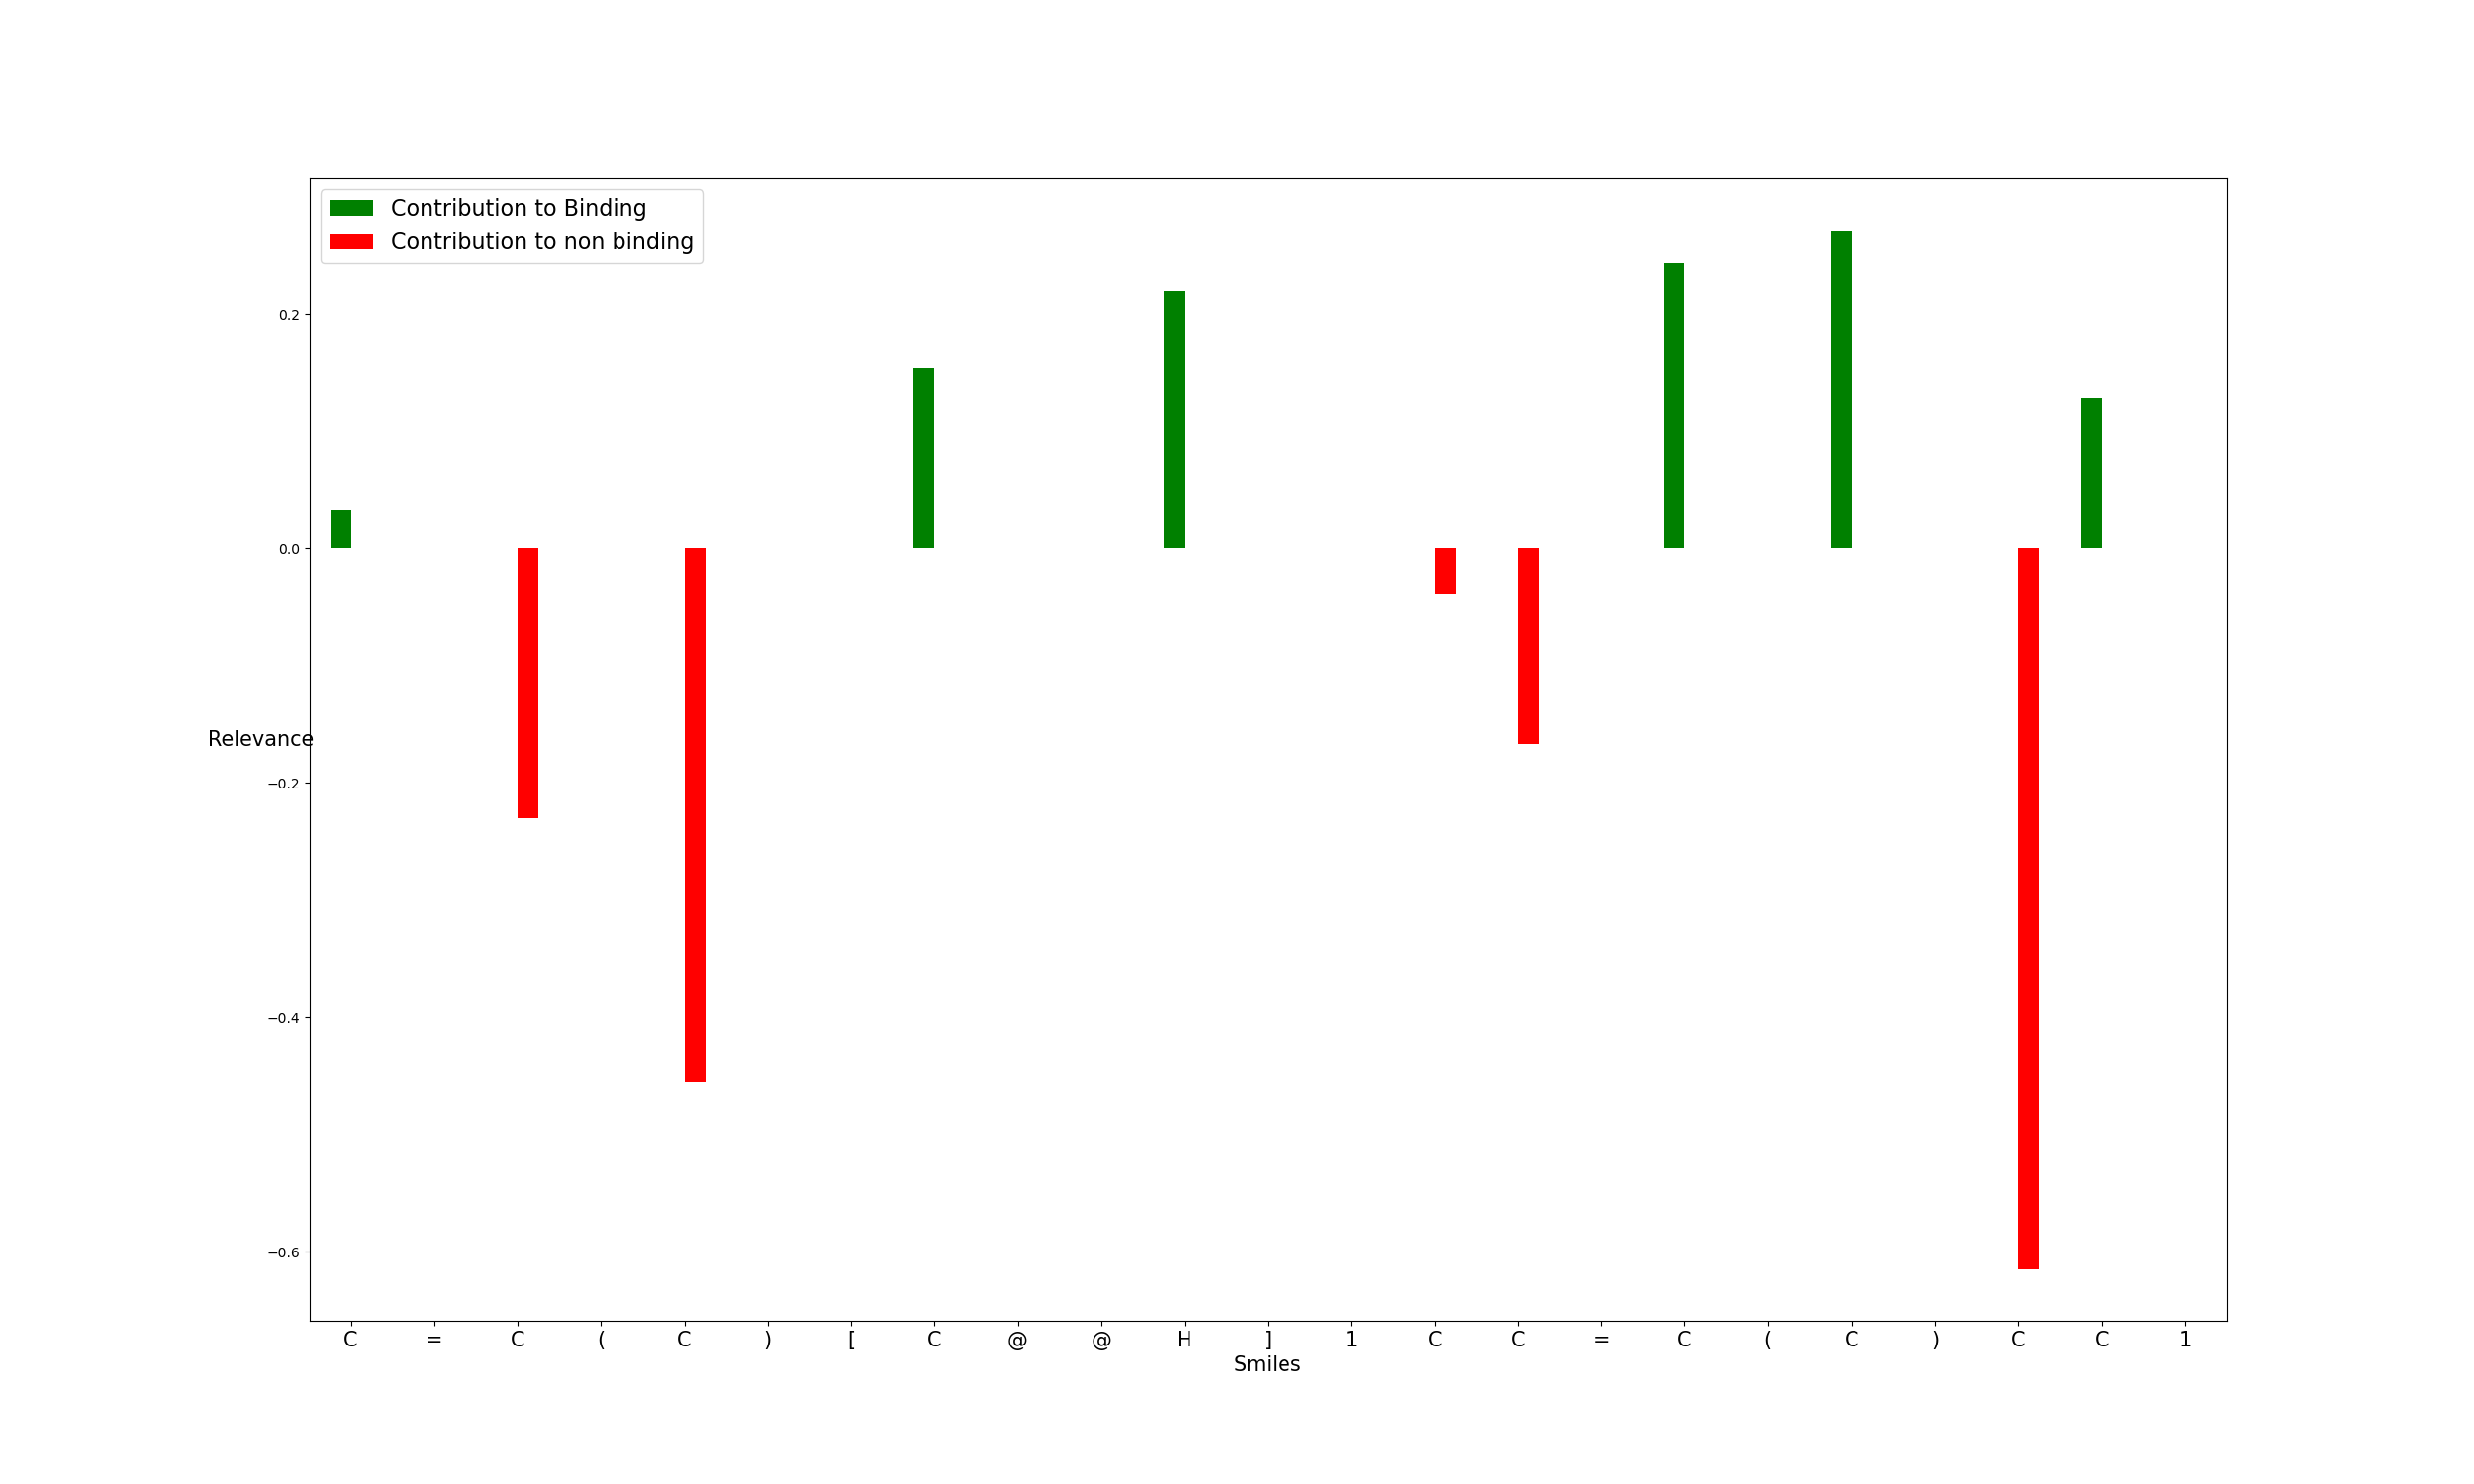 Contribution to Binding
Contribution to non binding
0.2
0.0
Relevance
−0.2
−0.4
−0.6
C = C ( C ) [ C @ @ H ] 1 C C = C ( C ) C C 1
Smiles